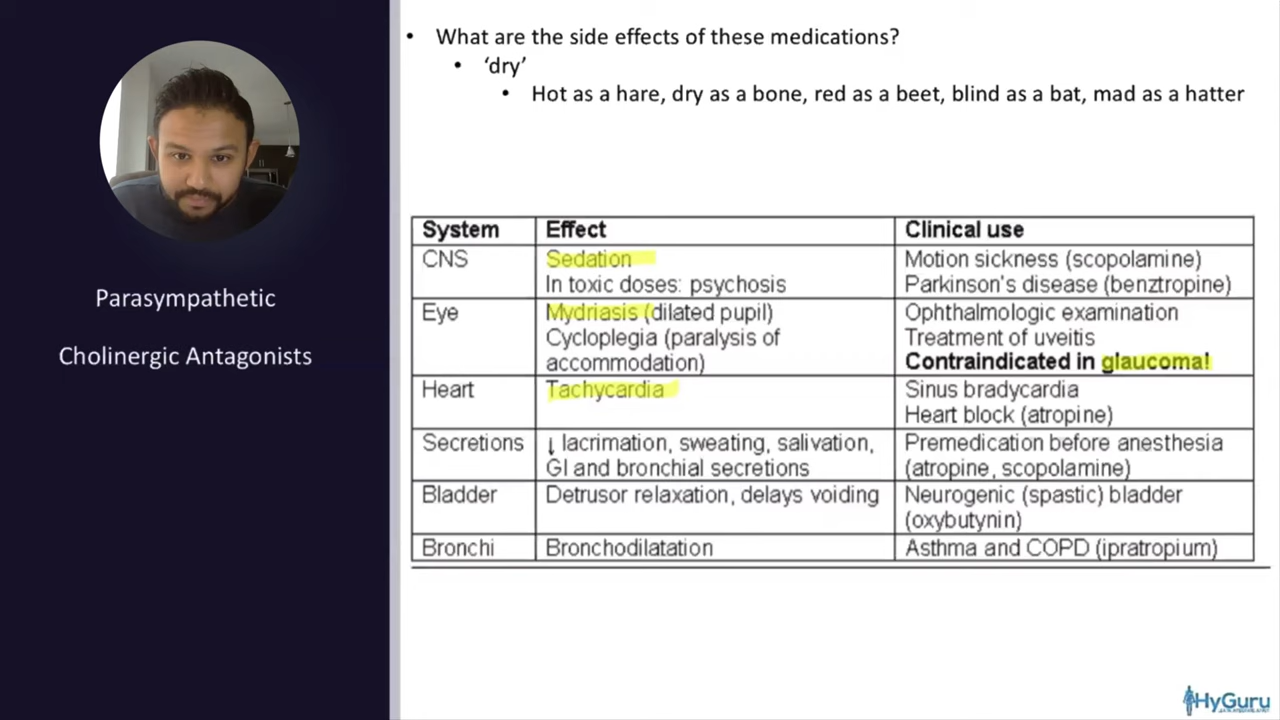 • What are the side effects of these medications?
• ‘dry’
• Hot as a hare, dry as a bone, red as a beet, blind as a bat, mad as a hatter
Parasympathetic
Cholinergic Antagonists
System Effect Clinical use
CNS Sedation Motion sickness (scopolamine)
In toxic doses: psychosis Parkinson's disease (benztropine)
Eye Mydriasis (dilated pupil) Ophthalmologic examination
Cycloplegia (paralysis of Treatment of uveitis
accommodation) Contraindicated in glaucoma!
Heart Tachycardia Sinus bradycardia
Heart block (atropine)
Secretions ↓ lacrimation, sweating, salivation, Premedication before anesthesia
GI and bronchial secretions (atropine, scopolamine)
Bladder Detrusor relaxation, delays voiding Neurogenic (spastic) bladder
(oxybutynin)
Bronchi Bronchodilatation Asthma and COPD (ipratropium)
HyGuru